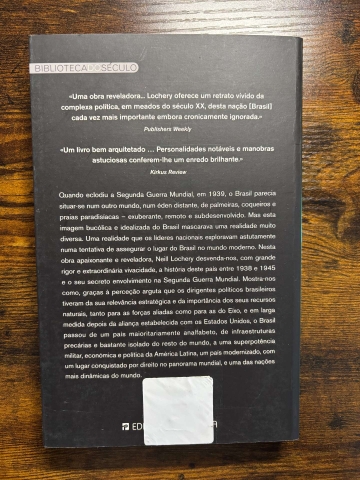 BIBLIOTECA DO SÉCULO
«Uma obra reveladora... Lochery oferece um retrato vívido da
complexa política, em meados do século XX, desta nação [Brasil]
cada vez mais importante embora cronicamente ignorada.»
Publishers Weekly
«Um livro bem arquitetado ... Personalidades notáveis e manobras
astuciosas conferem-lhe um enredo brilhante.»
Kirkus Review
Quando eclodiu a Segunda Guerra Mundial, em 1939, o Brasil parecia
situar-se num outro mundo, num éden distante, de palmeiras, coqueiros e
praias paradisíacas – exuberante, remoto e subdesenvolvido. Mas esta
imagem bucólica e idealizada do Brasil mascarava uma realidade muito
diversa. Uma realidade que os líderes nacionais exploravam astutamente
numa tentativa de assegurar o lugar do Brasil no mundo moderno. Nesta
obra apaixonante e reveladora, Neill Lochery desvenda-nos, com grande
rigor e extraordinária vivacidade, a história deste país entre 1938 e 1945
e o seu secreto envolvimento na Segunda Guerra Mundial. Mostra-nos
como, graças à perceção arguta que os dirigentes políticos brasileiros
tiveram da sua relevância estratégica e da importância dos seus recursos
naturais, tanto para as forças aliadas como para as do Eixo, e em larga
medida depois da aliança estabelecida com os Estados Unidos, o Brasil
passou de um país maioritariamente analfabeto, de infraestruturas
precárias e bastante isolado do resto do mundo, a uma superpotência
militar, económica e política da América Latina, um país modernizado, com
um lugar conquistado por direito no panorama mundial, e uma das nações
mais dinâmicas do mundo.